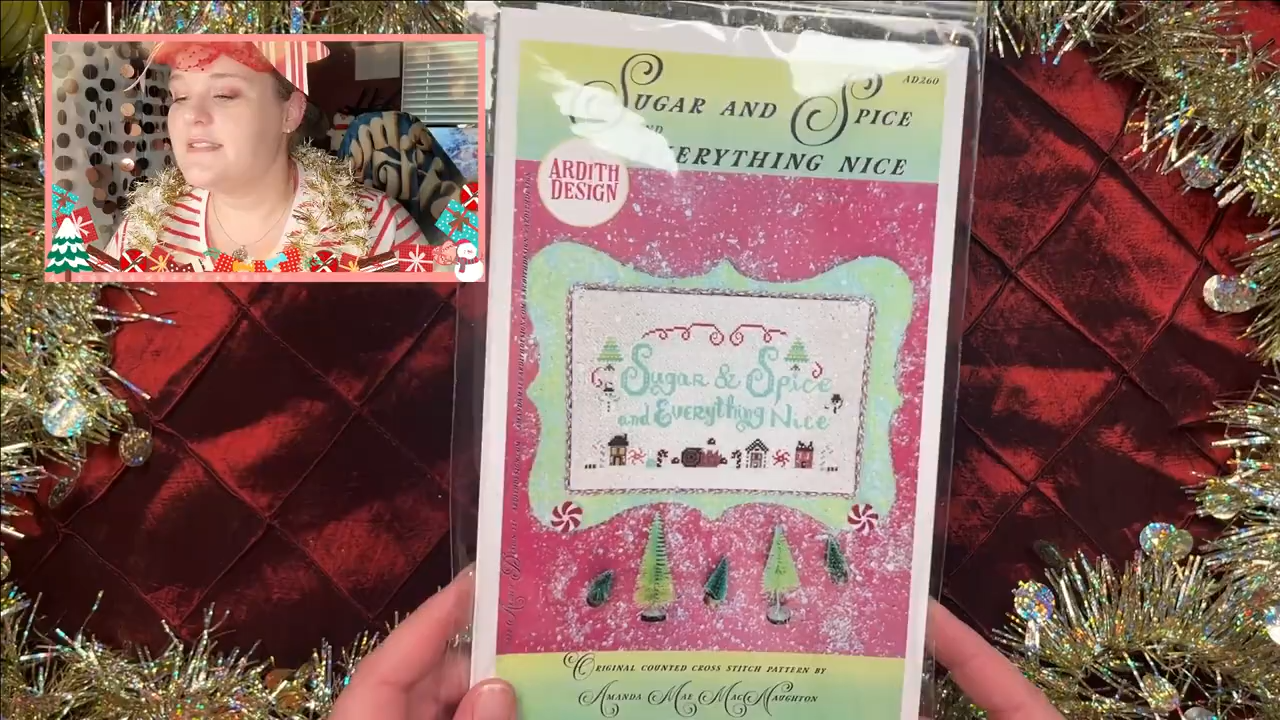 AD260
Sugar and Spice
Everything Nice
ARDITH
DESIGN
Sugar & Spice
and Everything Nice
Original counted cross stitch pattern by
Amanda Mae MacNaughton